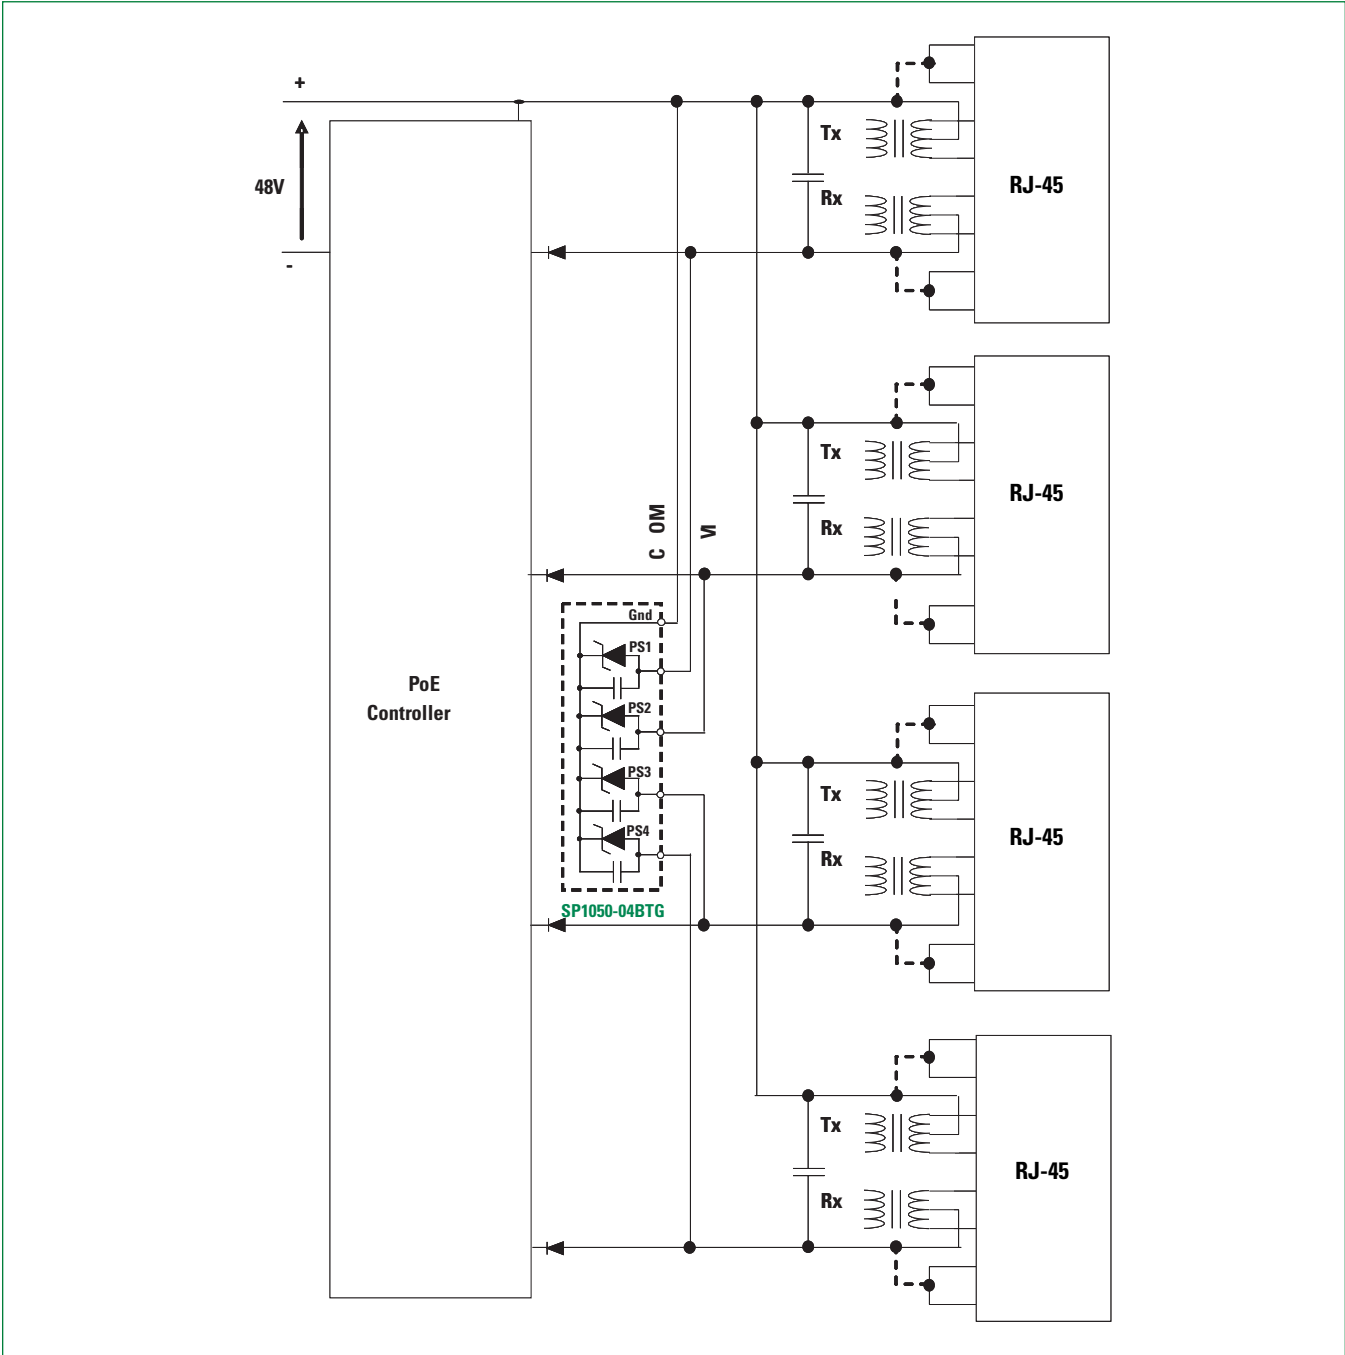 +
48V
-
PoE
Controller
C OM
VI
Gnd
PS1
PS2
PS3
PS4
SP1050-04BTG
Tx
Rx
RJ-45
Tx
Rx
RJ-45
Tx
Rx
RJ-45
Tx
Rx
RJ-45